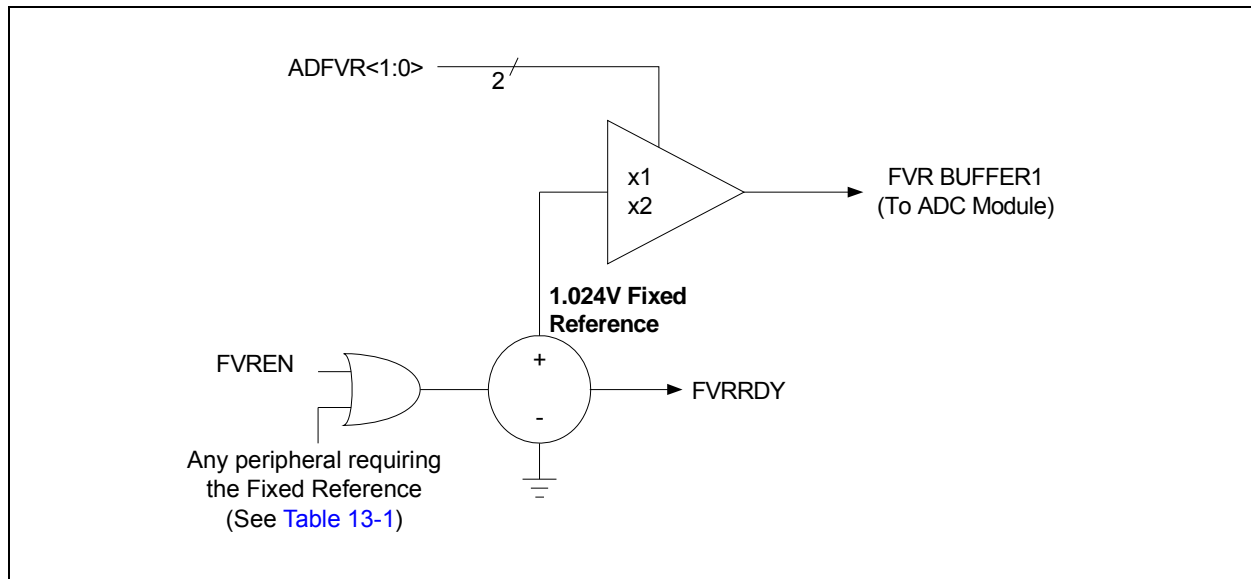 ADFVR<1:0>
2
x1
x2
FVR BUFFER1
(To ADC Module)
1.024V Fixed
Reference
+
FVREN
FVRRDY
-
Any peripheral requiring
the Fixed Reference
(See Table 13-1)